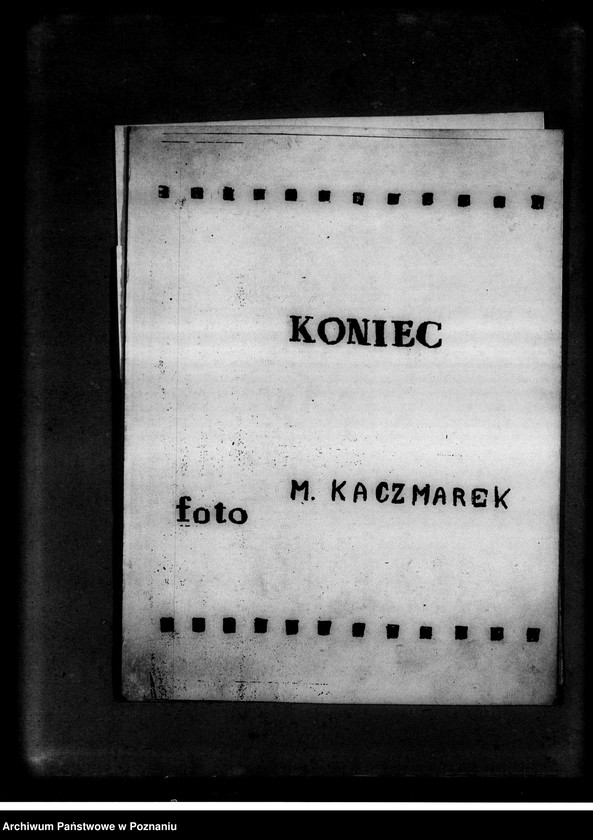 KONIEC
M. KACZMAREK
foto
Archiwum Państwowe w Poznaniu